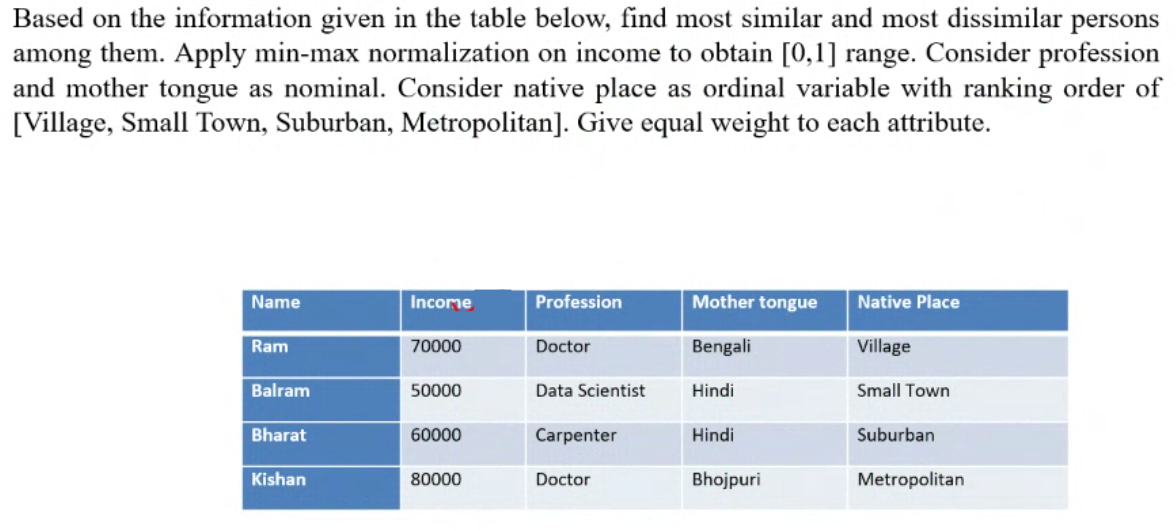 Based on the information given in the table below, find most similar and most dissimilar persons
among them. Apply min-max normalization on income to obtain [0,1] range. Consider profession
and mother tongue as nominal. Consider native place as ordinal variable with ranking order of
[Village, Small Town, Suburban, Metropolitan]. Give equal weight to each attribute.
Name Income Profession Mother tongue Native Place
Ram 70000 Doctor Bengali Village
Balram 50000 Data Scientist Hindi Small Town
Bharat 60000 Carpenter Hindi Suburban
Kishan 80000 Doctor Bhojpuri Metropolitan